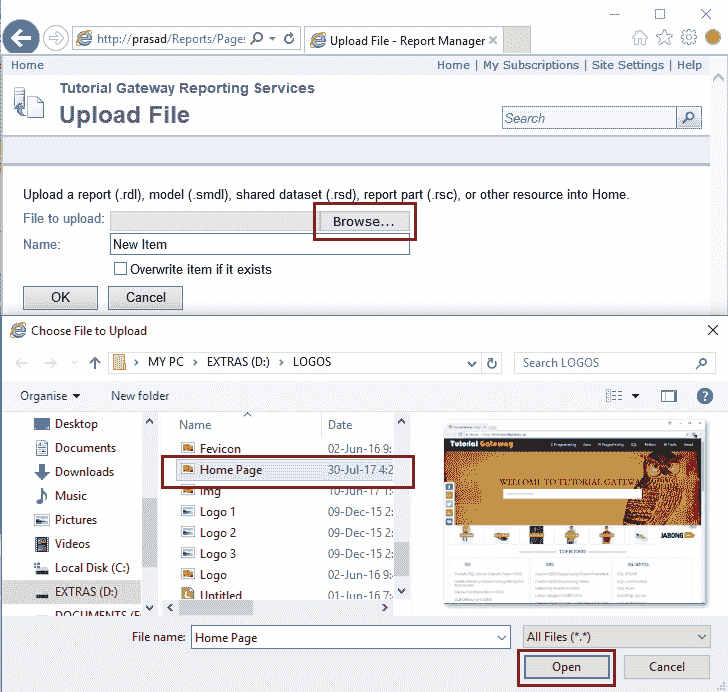 http://prasad/Reports/Page:
Upload File - Report Manager
Home
Home | My Subscriptions | Site Settings | Help
Tutorial Gateway Reporting Services
Upload File
Search
Upload a report (.rdl), model (.smdl), shared dataset (.rsd), report part (.rsc), or other resource into Home.
File to upload:
Browse...
Name:
New Item
Overwrite item if it exists
OK
Cancel
Choose File to Upload
MY PC
EXTRAS (D:)
LOGOS
Search LOGOS
Organise
New folder
Desktop
Documents
Downloads
Music
Pictures
Videos
Local Disk (C:)
EXTRAS (D:)
DOCUMENTS (E
Name
Date
Fevicon
02-Jun-16 9:
Home Page
30-Jul-17 4:2
img
10-Jun-17 1:
Logo 1
09-Dec-15 2:
Logo 2
09-Dec-15 2:
Logo 3
09-Dec-15 2:
Logo
02-Jun-16 9:
Untitled
01-Jun-16 7:
Tutorial Gateway
WELCOME TO TUTORIAL GATEW
JABONG
TOP POSTS
File name:
Home Page
All Files (*.*)
Open
Cancel